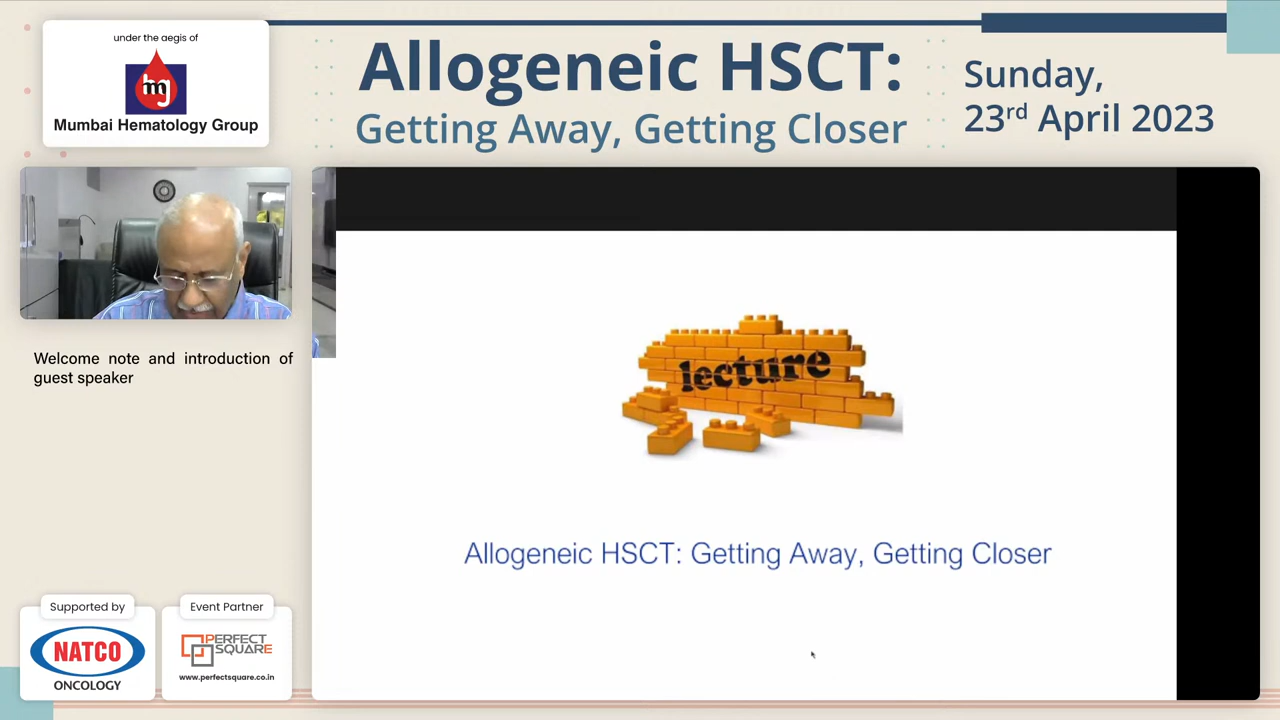 under the aegis of
mg
Mumbai Hematology Group
Allogeneic HSCT:
Getting Away, Getting Closer
Sunday,
23rd April 2023
Welcome note and introduction of
guest speaker
lecture
Allogeneic HSCT: Getting Away, Getting Closer
Supported by
NATCO
ONCOLOGY
Event Partner
PERFECT
SQUARE
www.perfectsquare.co.in